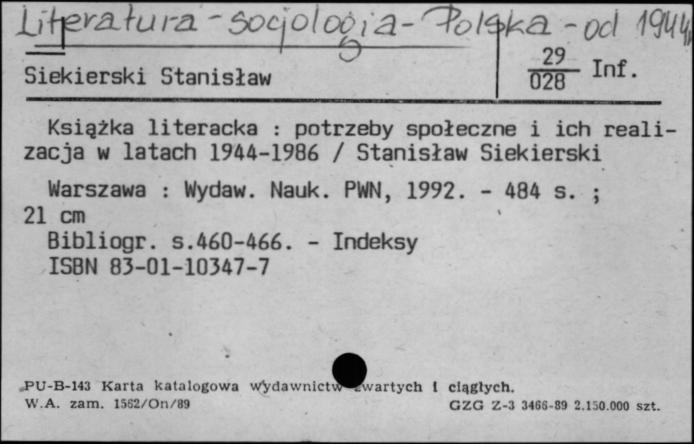 Literatura - socjologia - Polska - od 1944r.
Siekierski Stanisław
29
028 Inf.
Książka literacka : potrzeby społeczne i ich reali-
zacja w latach 1944-1986 / Stanisław Siekierski
Warszawa : Wydaw. Nauk. PWN, 1992. - 484 s. ;
21 cm
Bibliogr. s.460-466. - Indeksy
ISBN 83-01-10347-7
PU-B-143 Karta katalogowa wydawnictw zwartych i ciągłych.
W.A. zam. 1562/On/89 GZG Z-3 3466-89 2.150.000 szt.